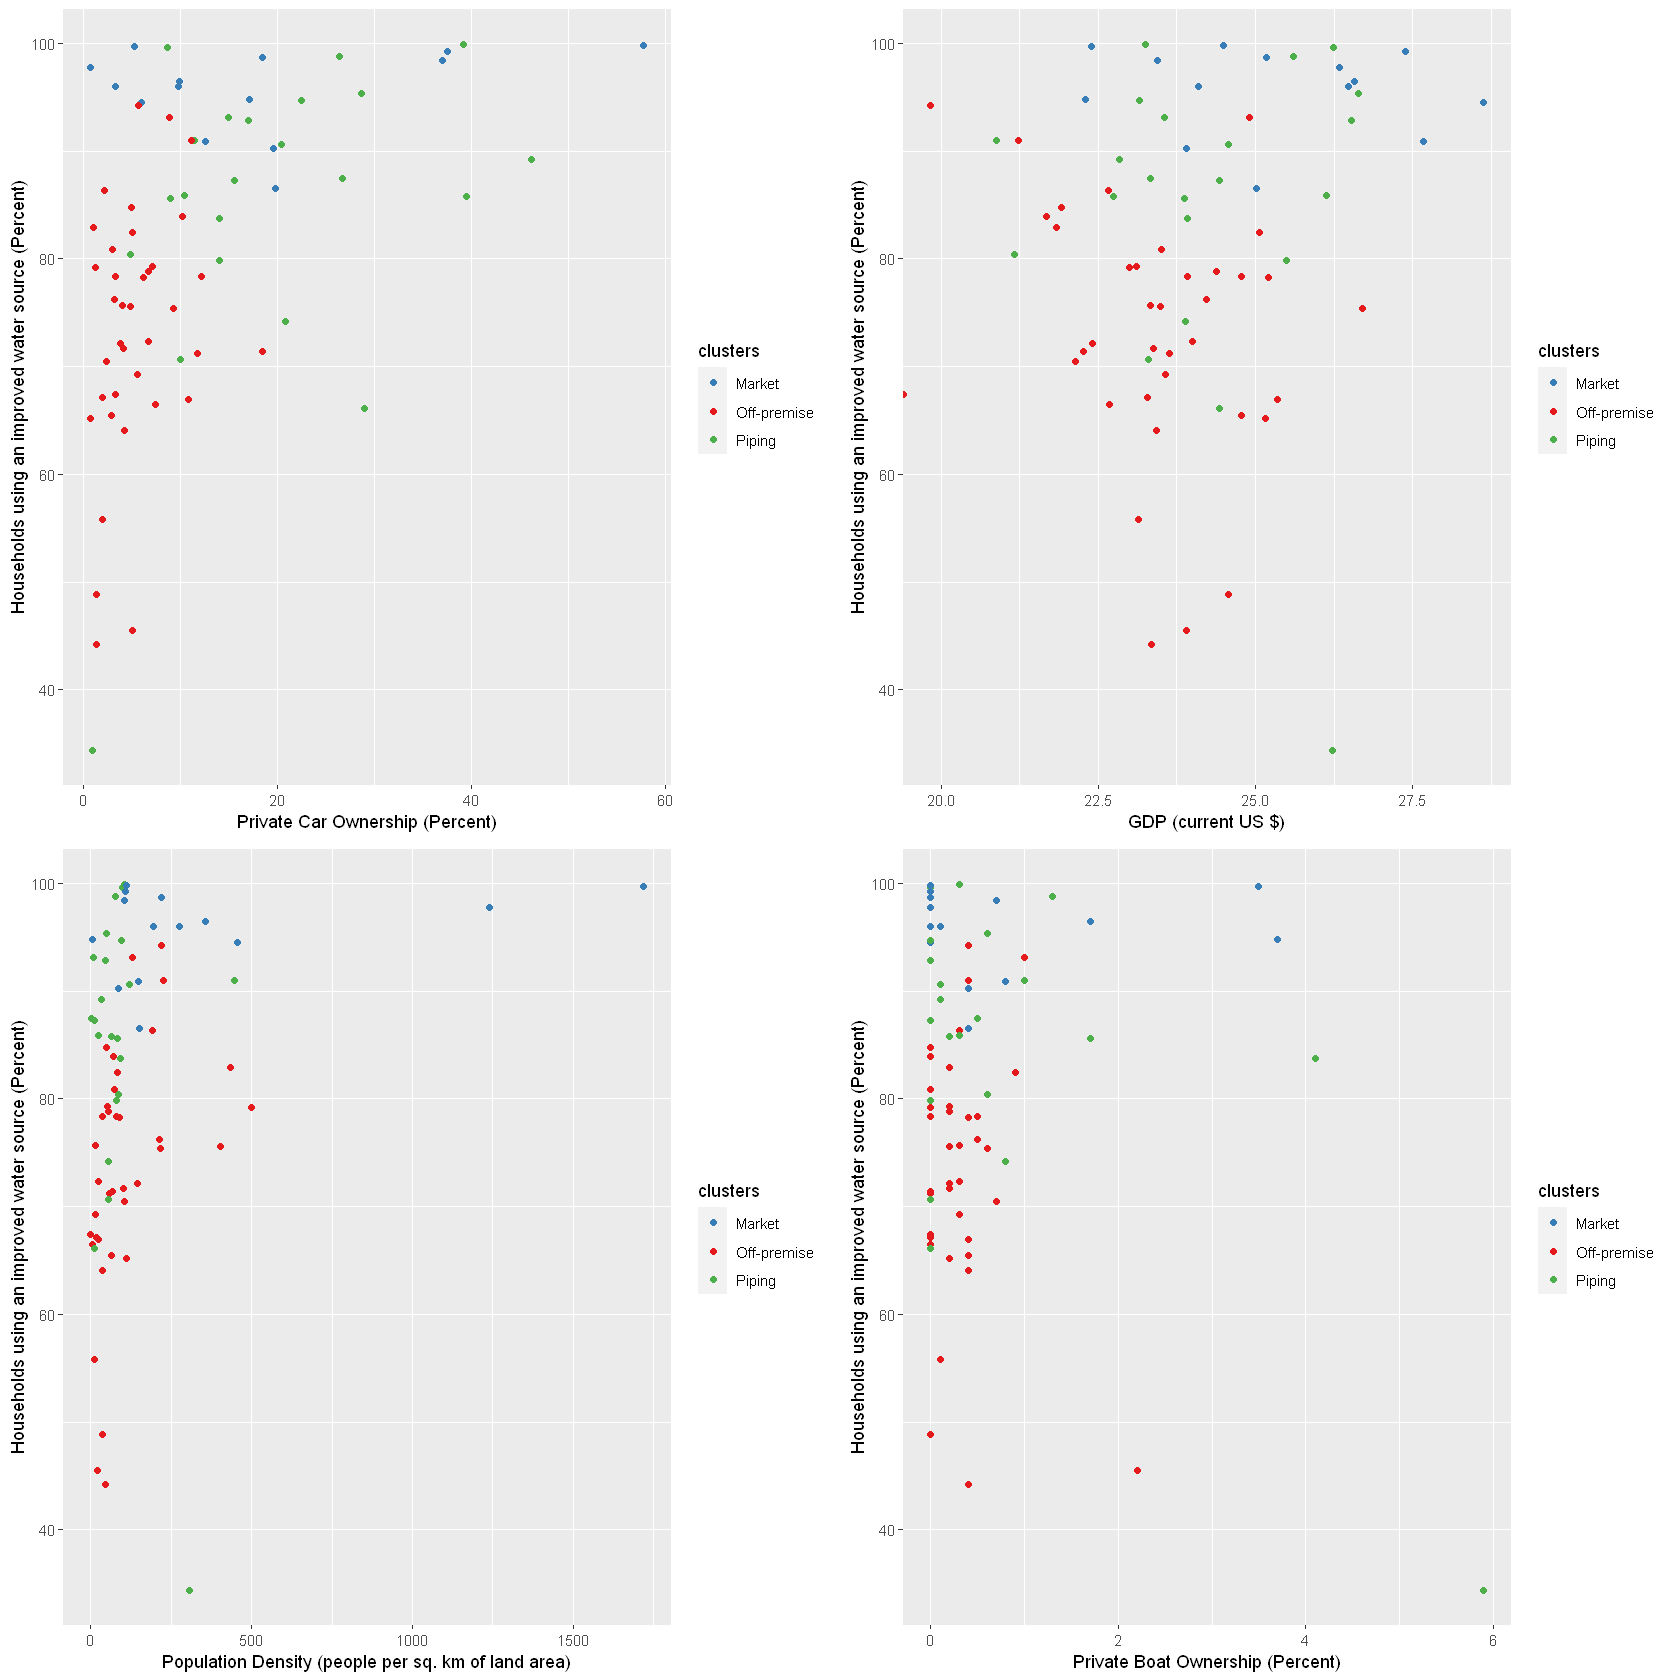 100
80
60
40
Households using an improved water source (Percent)
0
20
40
60
Private Car Ownership (Percent)
clusters
Market
Off-premise
Piping
100
80
60
40
Households using an improved water source (Percent)
20.0
22.5
25.0
27.5
GDP (current US $)
clusters
Market
Off-premise
Piping
100
80
60
40
Households using an improved water source (Percent)
0
500
1000
1500
Population Density (people per sq. km of land area)
clusters
Market
Off-premise
Piping
100
80
60
40
Households using an improved water source (Percent)
0
2
4
6
Private Boat Ownership (Percent)
clusters
Market
Off-premise
Piping